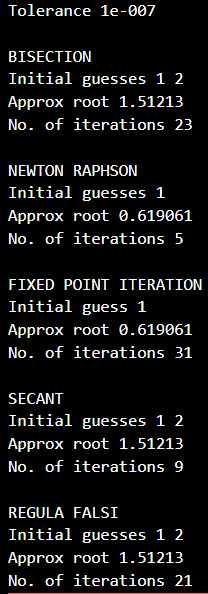 Tolerance 1e-007
BISECTION
Initial guesses 1 2
Approx root 1.51213
No. of iterations 23
NEWTON RAPHSON
Initial guesses 1
Approx root 0.619061
No. of iterations 5
FIXED POINT ITERATION
Initial guess 1
Approx root 0.619061
No. of iterations 31
SECANT
Initial guesses 1 2
Approx root 1.51213
No. of iterations 9
REGULA FALSI
Initial guesses 1 2
Approx root 1.51213
No. of iterations 21